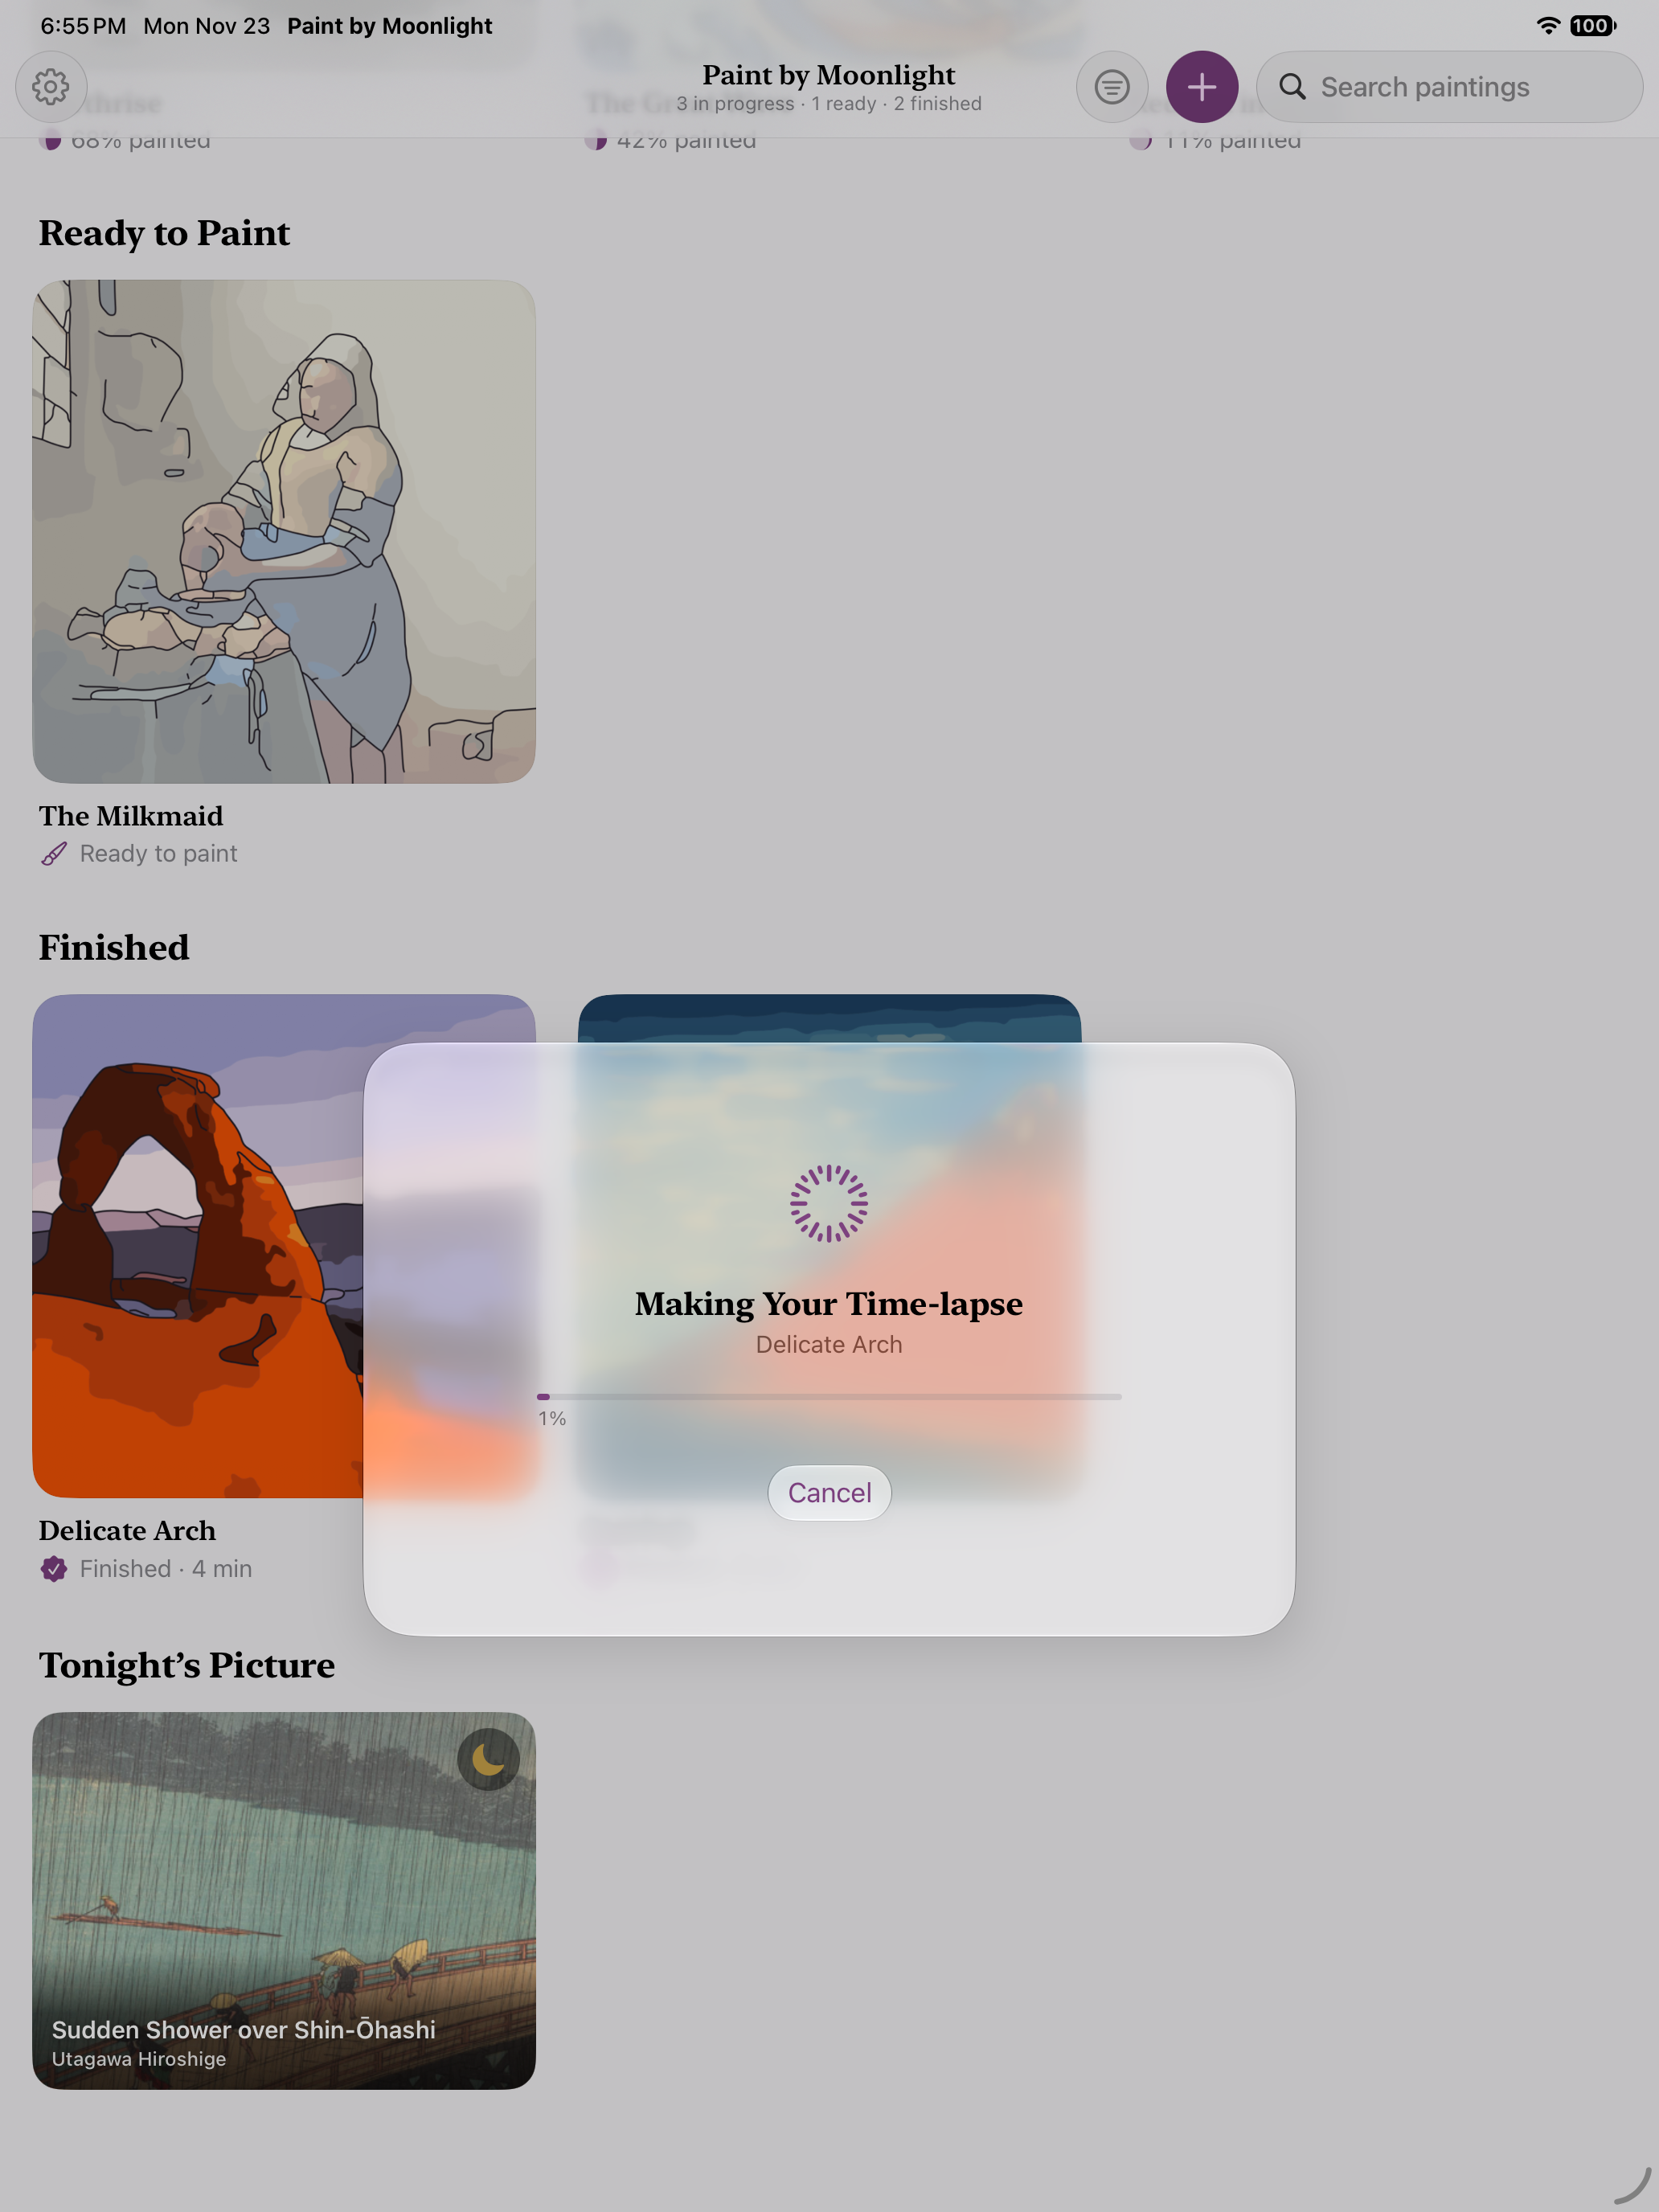 6:55 PM Mon Nov 23 Paint by Moonlight
100
Paint by Moonlight
3 in progress · 1 ready · 2 finished
Search paintings
68% painted
42% painted
11% painted
Ready to Paint
The Milkmaid
Ready to paint
Finished
Making Your Time-lapse
Delicate Arch
1%
Cancel
Delicate Arch
Finished · 4 min
Tonight's Picture
Sudden Shower over Shin-Ōhashi
Utagawa Hiroshige